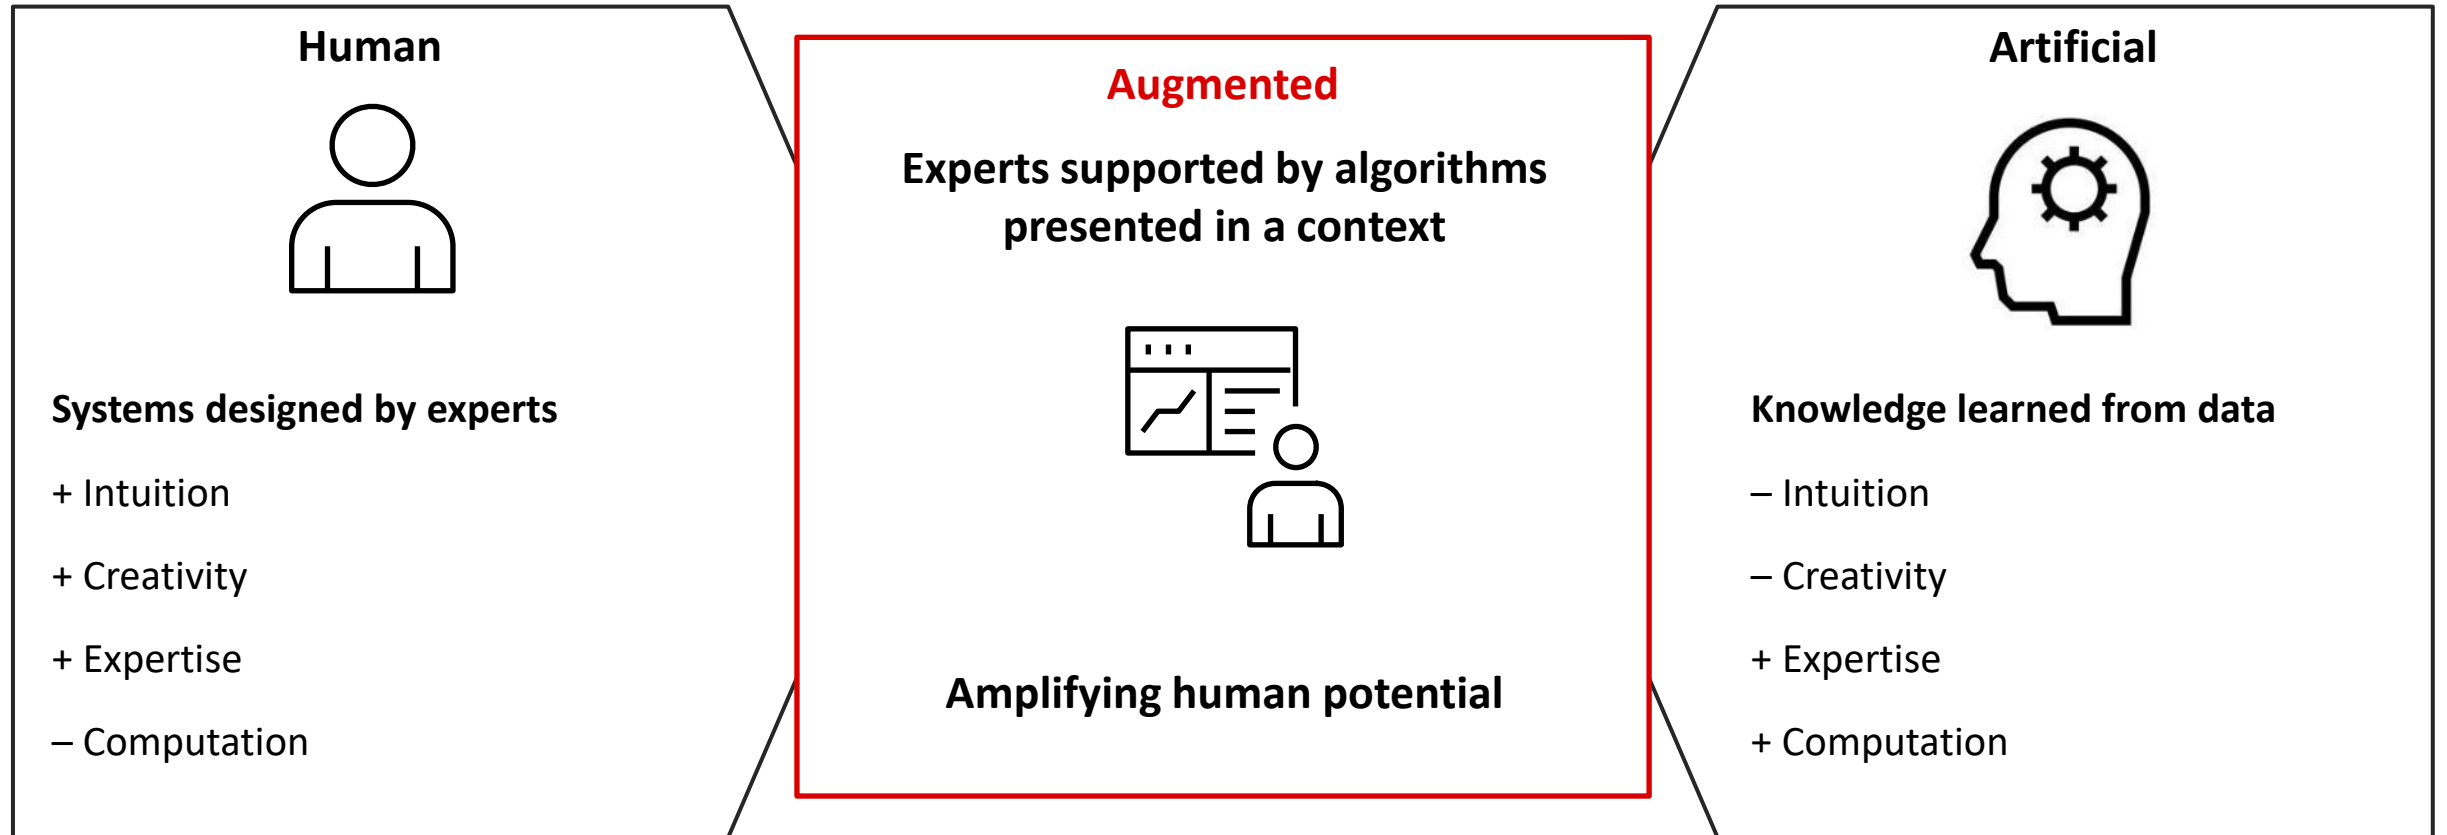 Human
Systems designed by experts
+ Intuition
+ Creativity
+ Expertise
– Computation
Augmented
Experts supported by algorithms
presented in a context
Amplifying human potential
Artificial
Knowledge learned from data
– Intuition
– Creativity
+ Expertise
+ Computation